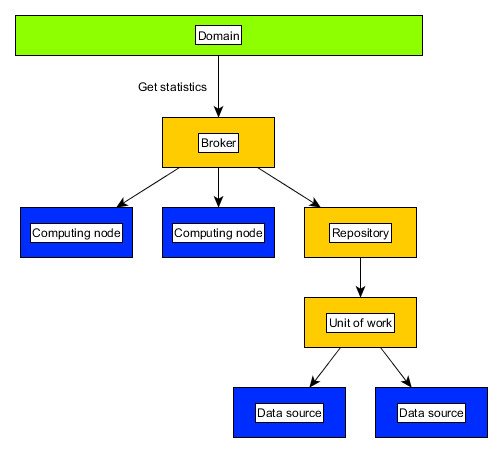 Domain
Get statistics
Broker
Computing node
Computing node
Repository
Unit of work
Data source
Data source